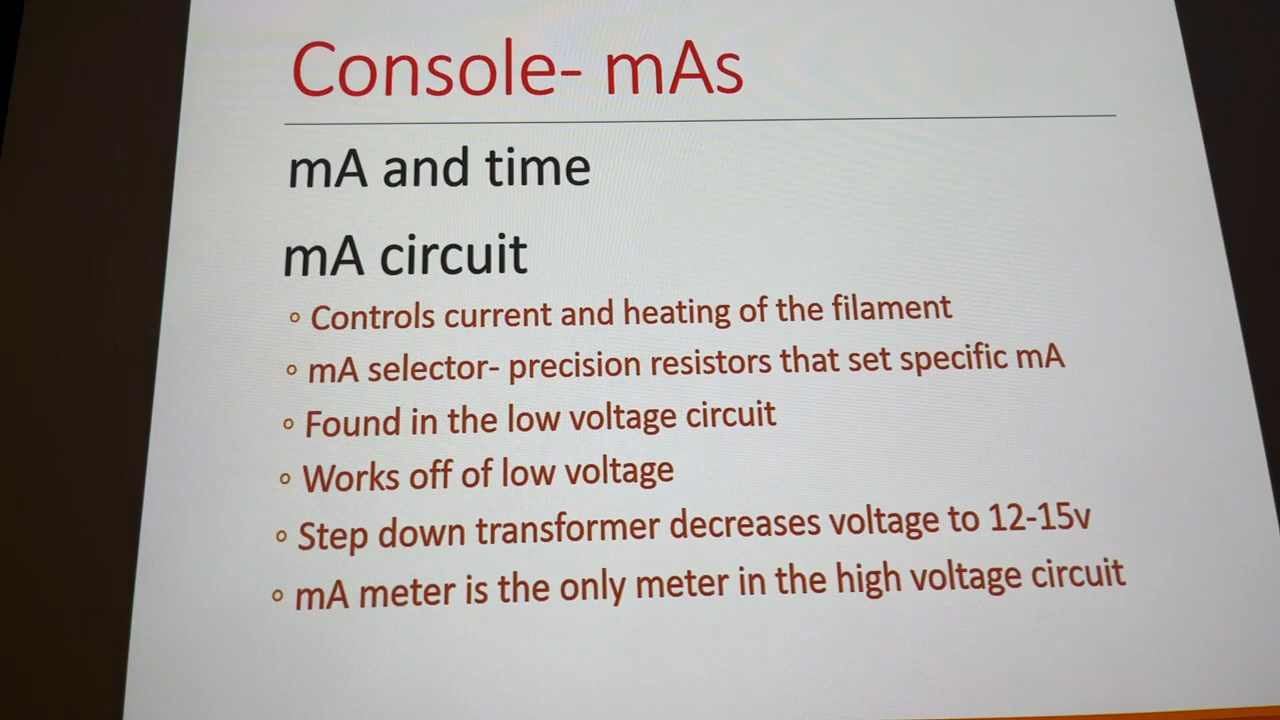 Console- mAs
mA and time
mA circuit
◦ Controls current and heating of the filament
◦ mA selector- precision resistors that set specific mA
◦ Found in the low voltage circuit
◦ Works off of low voltage
◦ Step down transformer decreases voltage to 12-15v
◦ mA meter is the only meter in the high voltage circuit